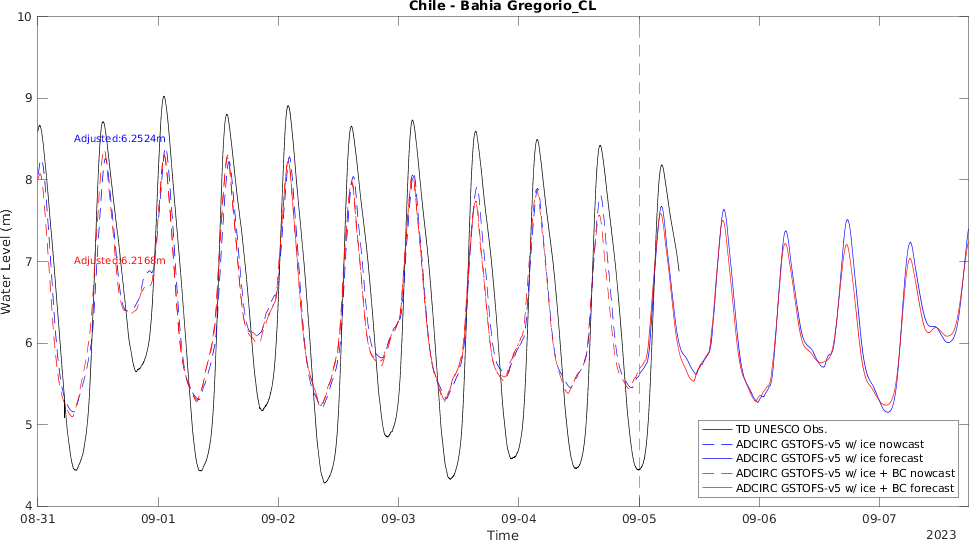 Chile - Bahia Gregorio_CL
10
9
8
7
6
5
4
Water Level (m)
Adjusted:6.2524m
Adjusted:6.2168m
TD UNESCO Obs.
ADCIRC GSTOFS-v5 w/ ice nowcast
ADCIRC GSTOFS-v5 w/ ice forecast
ADCIRC GSTOFS-v5 w/ ice + BC nowcast
ADCIRC GSTOFS-v5 w/ ice + BC forecast
08-31 09-01 09-02 09-03 09-04 09-05 09-06 09-07
Time
2023